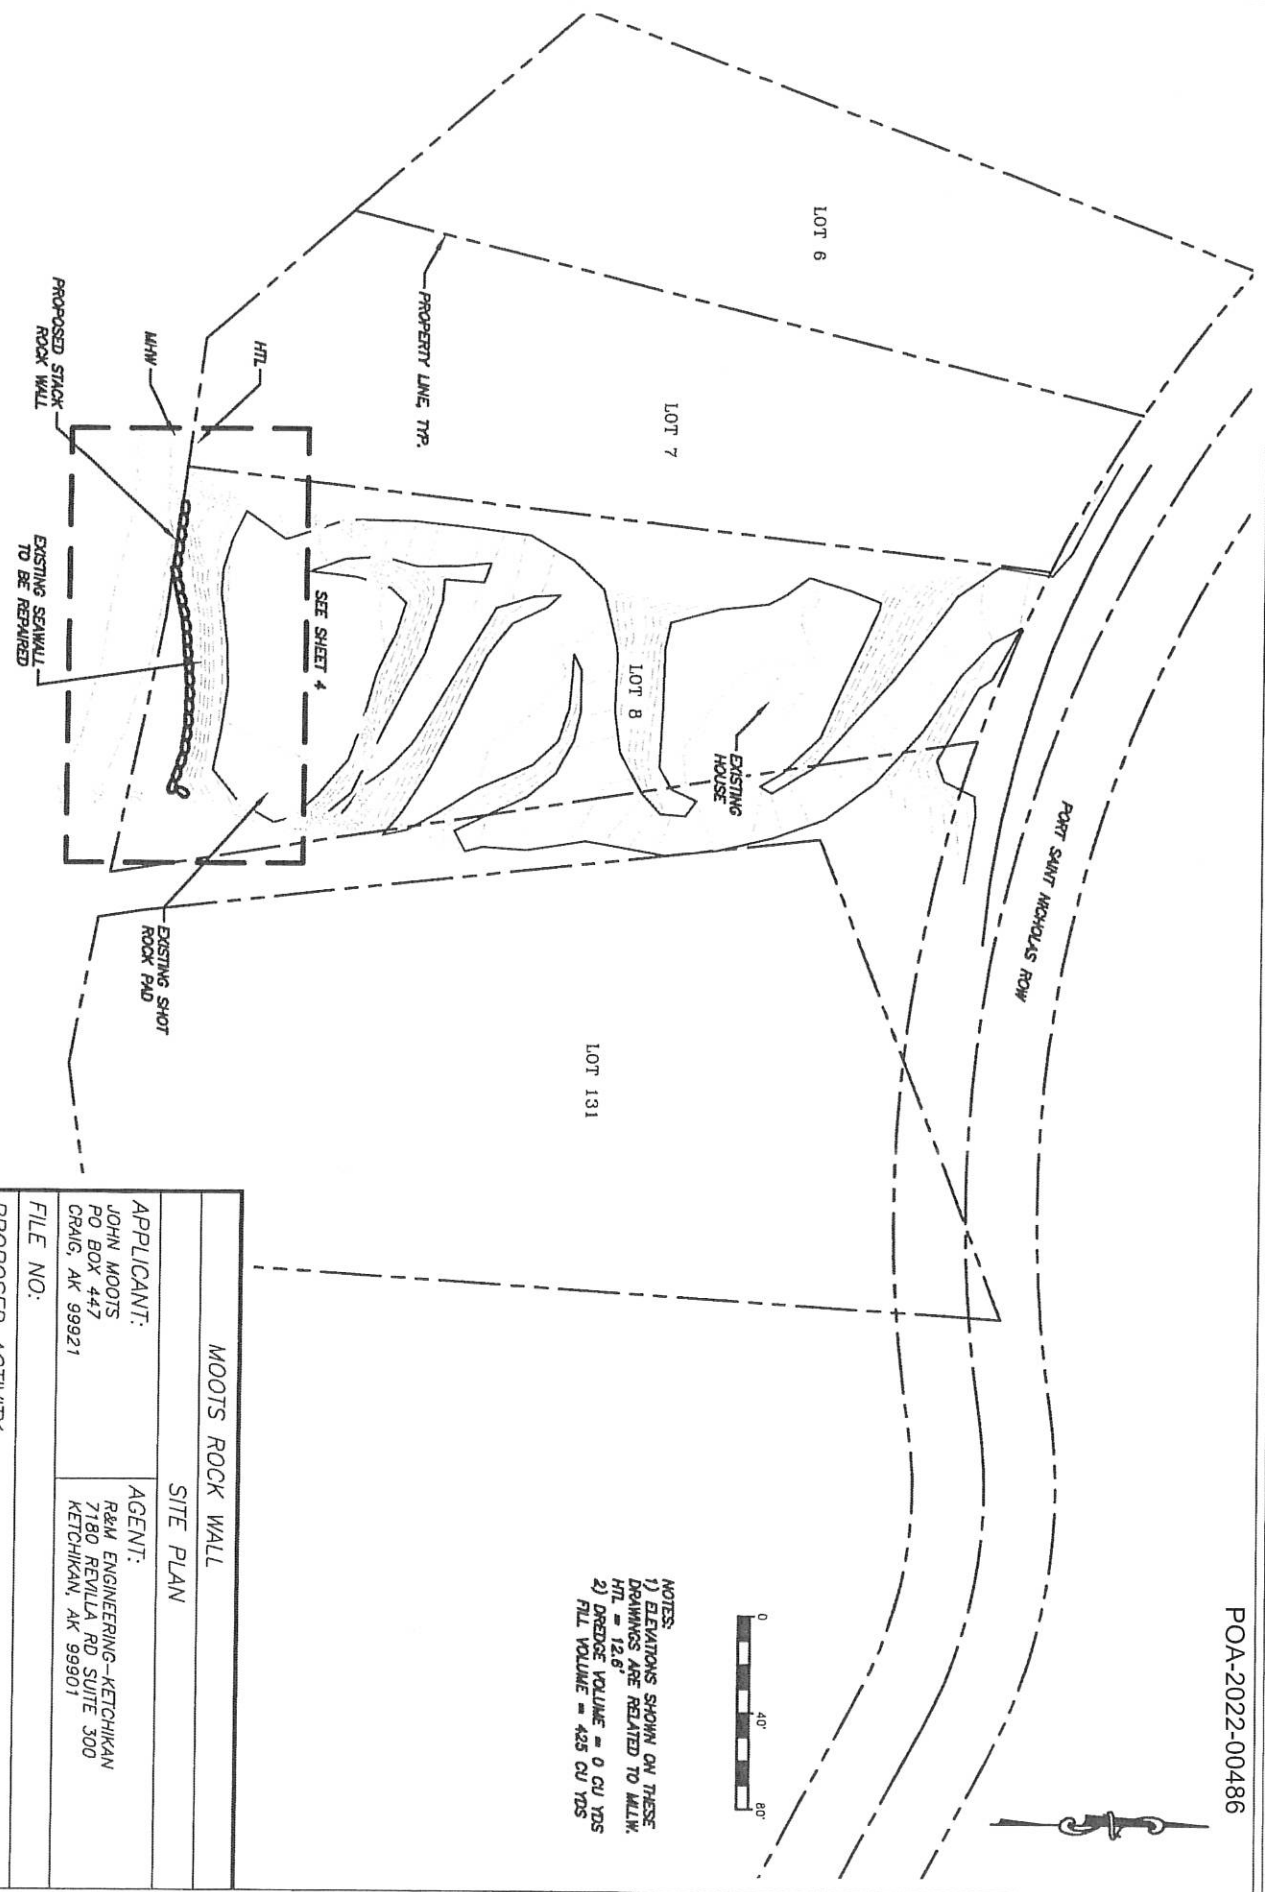 POA-2022-00486
LOT 6
LOT 7
PROPERTY LINE, TYP.
HTL
MHW
PROPOSED STACK
ROCK WALL
EXISTING SEAWALL
TO BE REPAIRED
SEE SHEET 4
LOT 8
EXISTING
HOUSE
EXISTING SHOT
ROCK PAD
PORT SAINT NICHOLAS ROW
LOT 131
0 40' 80'
NOTES:
1) ELEVATIONS SHOWN ON THESE
DRAWINGS ARE RELATED TO MLLW.
HTL = 12.6'
2) DREDGE VOLUME = 0 CU YDS
FILL VOLUME = 425 CU YDS
MOOTS ROCK WALL
SITE PLAN
APPLICANT:
JOHN MOOTS
PO BOX 447
CRAIG, AK 99921
AGENT:
R&M ENGINEERING-KETCHIKAN
7180 REVILLA RD SUITE 300
KETCHIKAN, AK 99901
FILE NO:
PROPOSED ACTIVITY